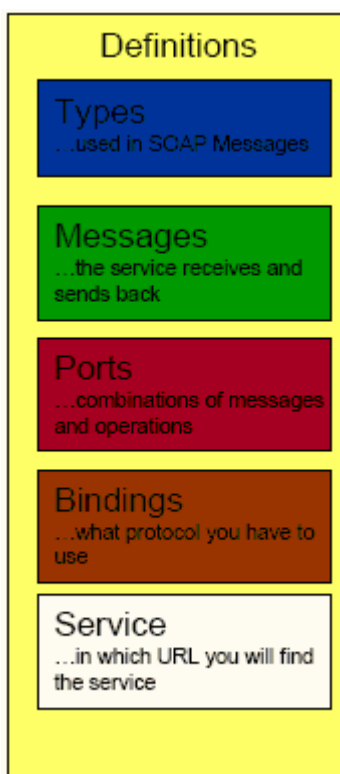 Definitions
Types
...used in SOAP Messages
Messages
...the service receives and
sends back
Ports
...combinations of messages
and operations
Bindings
...what protocol you have to
use
Service
...in which URL you will find
the service